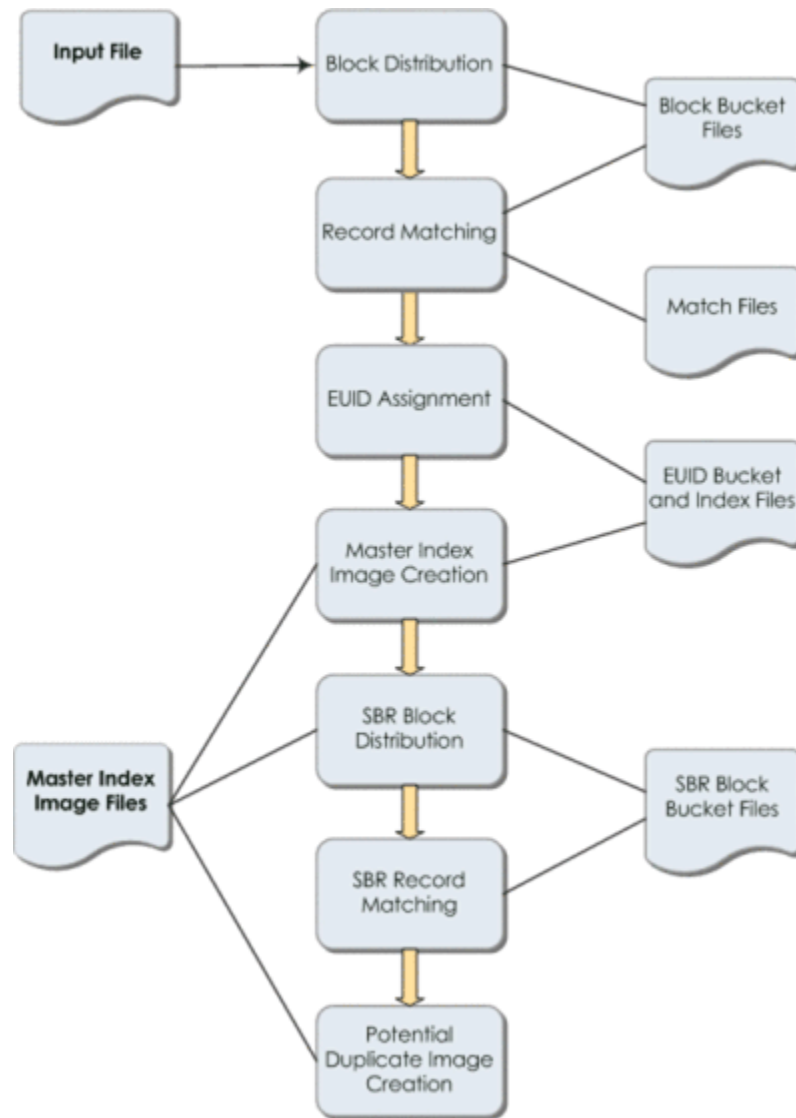 Input File
Block Distribution
Block Bucket
Files
Record Matching
Match Files
EUID Assignment
EUID Bucket
and Index Files
Master Index
Image Creation
SBR Block
Distribution
Master Index
Image Files
SBR Block
Bucket Files
SBR Record
Matching
Potential
Duplicate Image
Creation